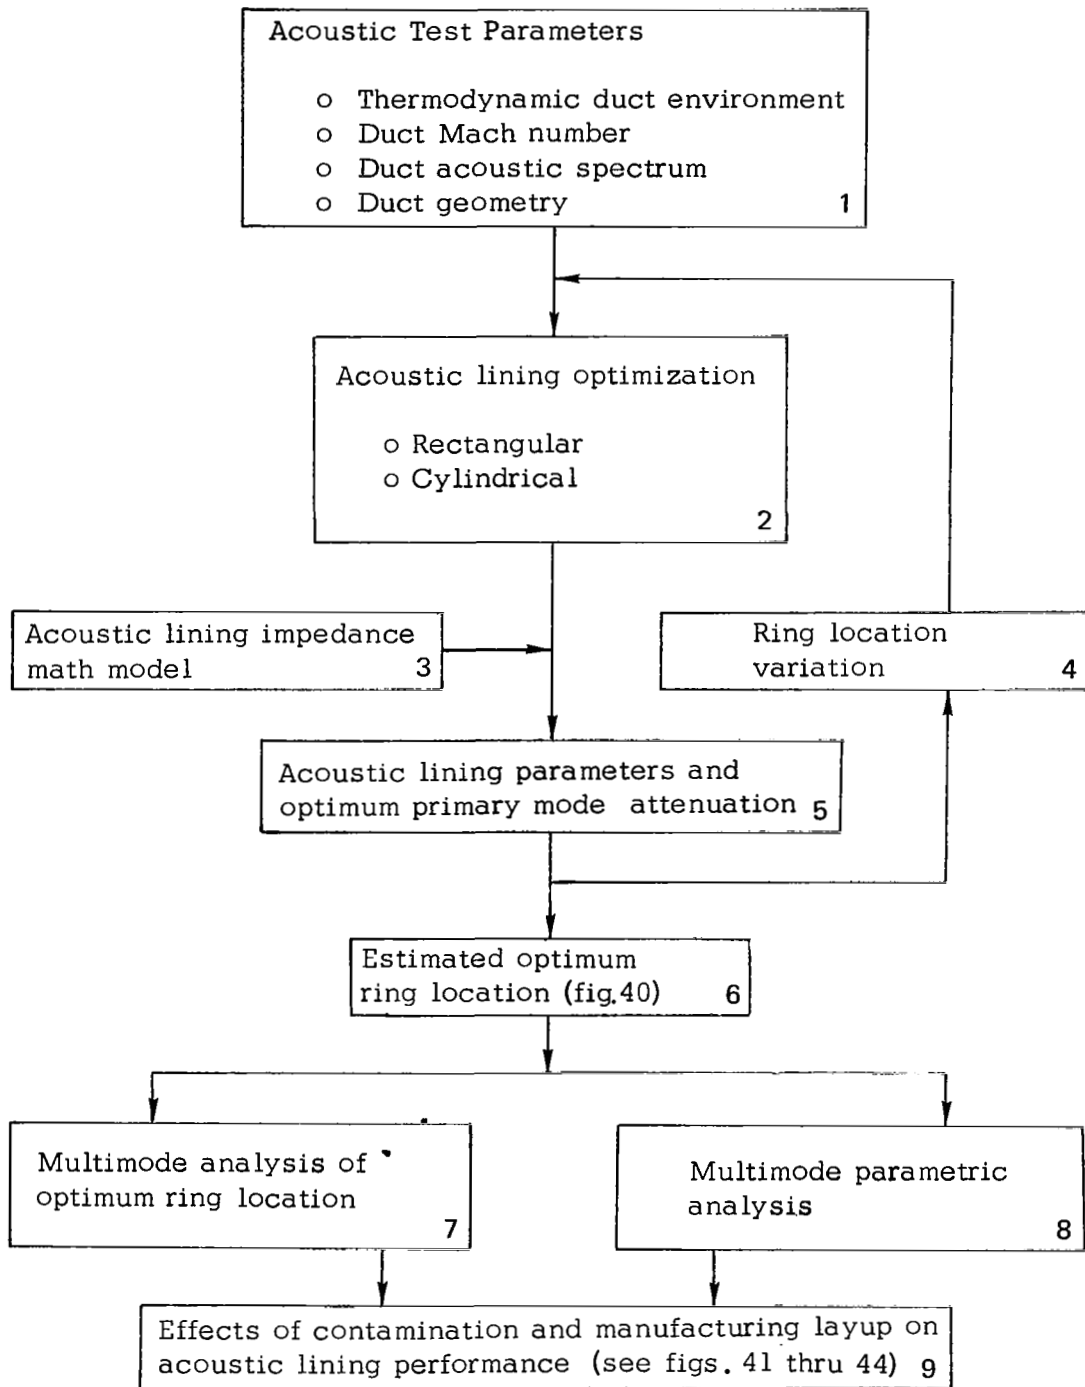 Acoustic Test Parameters
o Thermodynamic duct environment
o Duct Mach number
o Duct acoustic spectrum
o Duct geometry 1
Acoustic lining optimization
o Rectangular
o Cylindrical
2
Acoustic lining impedance
math model 3
Ring location
variation 4
Acoustic lining parameters and
optimum primary mode attenuation 5
Estimated optimum
ring location (fig. 40) 6
Multimode analysis of
optimum ring location
7
Multimode parametric
analysis
8
Effects of contamination and manufacturing layup on
acoustic lining performance (see figs. 41 thru 44) 9